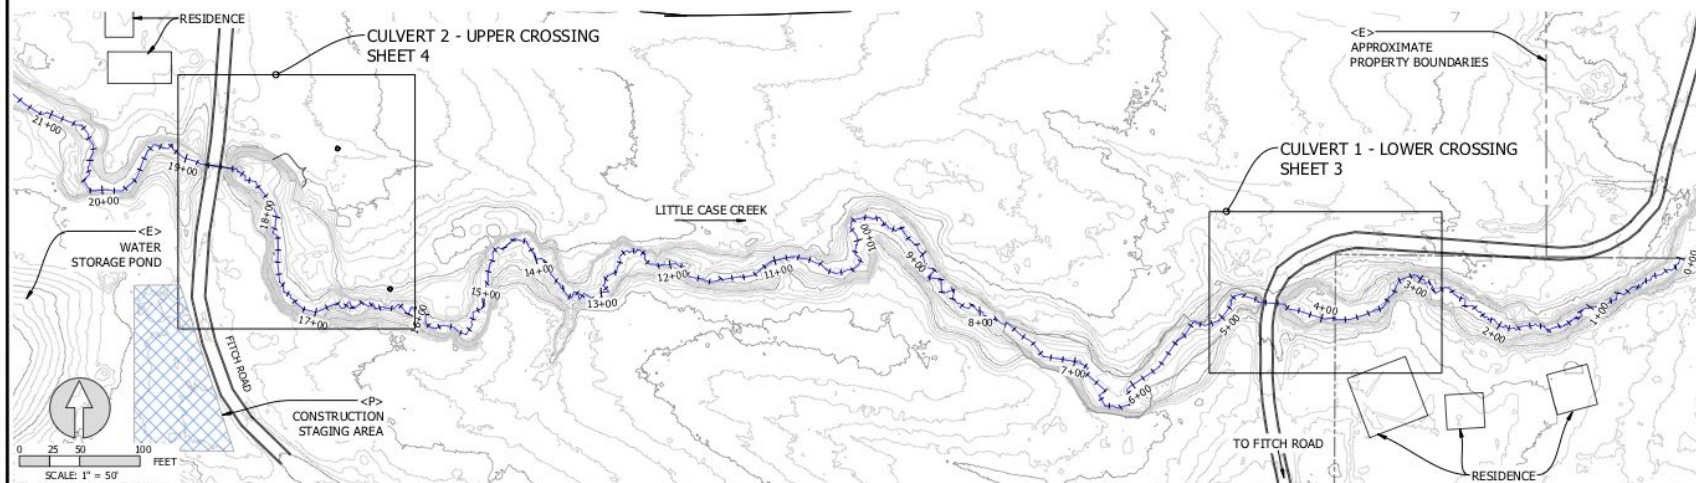 RESIDENCE
CULVERT 2 - UPPER CROSSING
SHEET 4
<E>
APPROXIMATE
PROPERTY BOUNDARIES
CULVERT 1 - LOWER CROSSING
SHEET 3
LITTLE CASE CREEK
21+00
20+00
19+00
18+00
17+00
16+00
15+00
14+00
13+00
12+00
11+00
10+00
9+00
8+00
7+00
6+00
5+00
4+00
3+00
2+00
1+00
0+00
<E>
WATER
STORAGE POND
FITCH ROAD
<P>
CONSTRUCTION
STAGING AREA
0 25 50 100
FEET
SCALE: 1" = 50'
TO FITCH ROAD
RESIDENCE